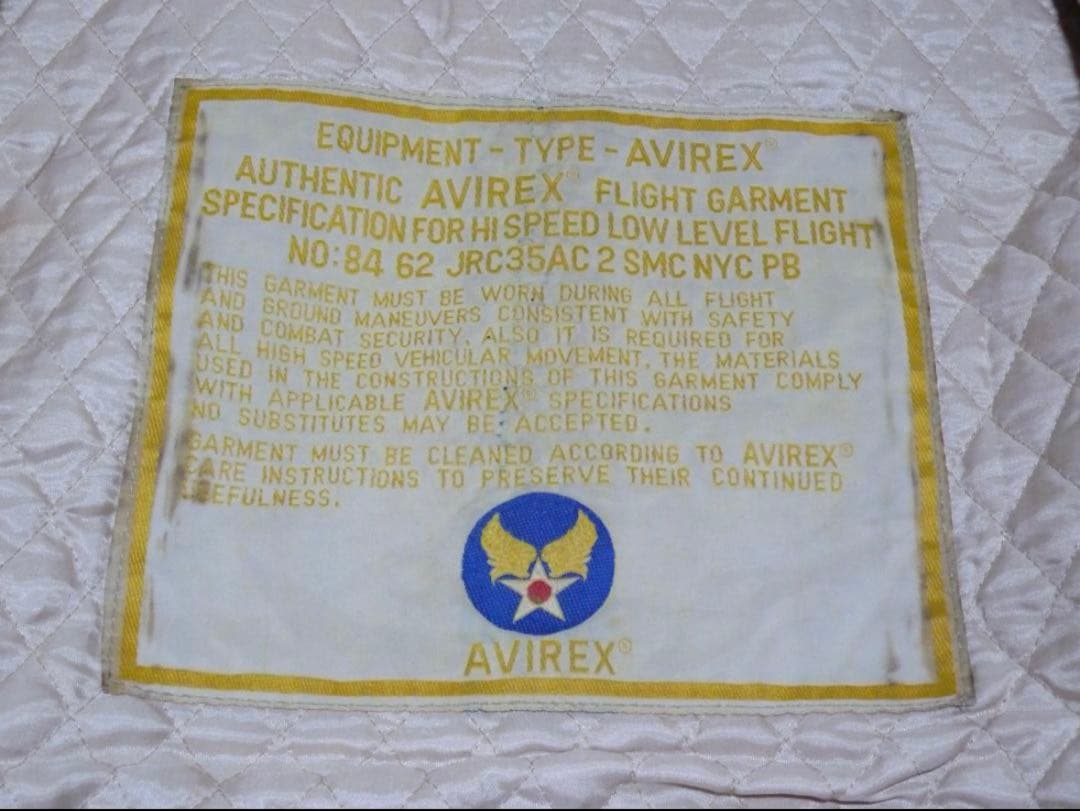 EQUIPMENT - TYPE - AVIREX®
AUTHENTIC AVIREX® FLIGHT GARMENT
SPECIFICATION FOR HI SPEED LOW LEVEL FLIGHT
NO: 84 62 JRC35AC 2 SMC NYC PB
THIS GARMENT MUST BE WORN DURING ALL FLIGHT
AND GROUND MANEUVERS CONSISTENT WITH SAFETY
AND COMBAT SECURITY. ALSO IT IS REQUIRED FOR
ALL HIGH SPEED VEHICULAR MOVEMENT. THE MATERIALS
USED IN THE CONSTRUCTIONS OF THIS GARMENT COMPLY
WITH APPLICABLE AVIREX® SPECIFICATIONS
NO SUBSTITUTES MAY BE ACCEPTED.
GARMENT MUST BE CLEANED ACCORDING TO AVIREX®
CARE INSTRUCTIONS TO PRESERVE THEIR CONTINUED
USEFULNESS.
AVIREX®